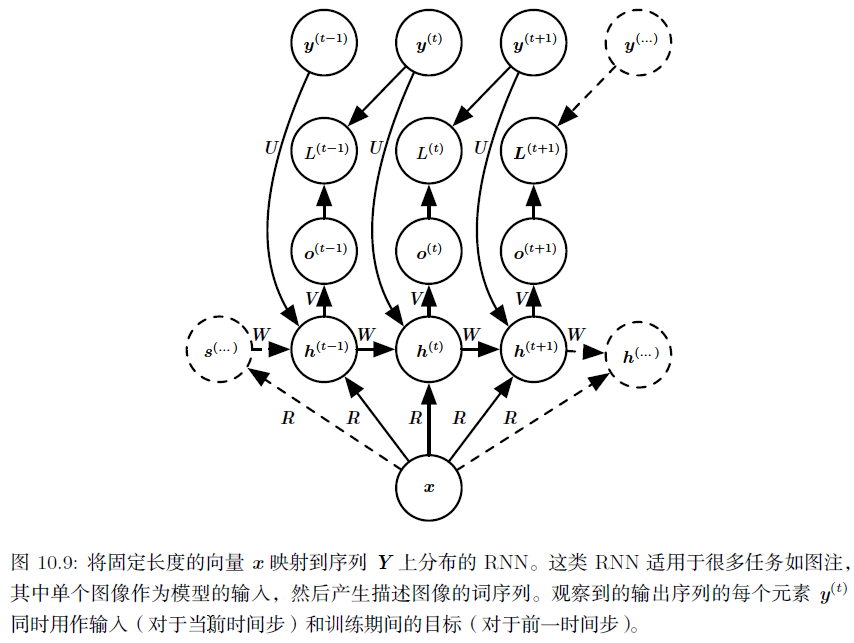 y(t−1) y(t) y(t+1) y(...)
U L(t−1) U L(t) U L(t+1)
o(t−1) o(t) o(t+1)
V V V
s(...) W h(t−1) W h(t) W h(t+1) W h(...)
R R R R R
x
图 10.9: 将固定长度的向量 x 映射到序列 Y 上分布的 RNN。这类 RNN 适用于很多任务如图注,
其中单个图像作为模型的输入,然后产生描述图像的词序列。观察到的输出序列的每个元素 y(t)
同时用作输入(对于当前时间步)和训练期间的目标(对于前一时间步)。